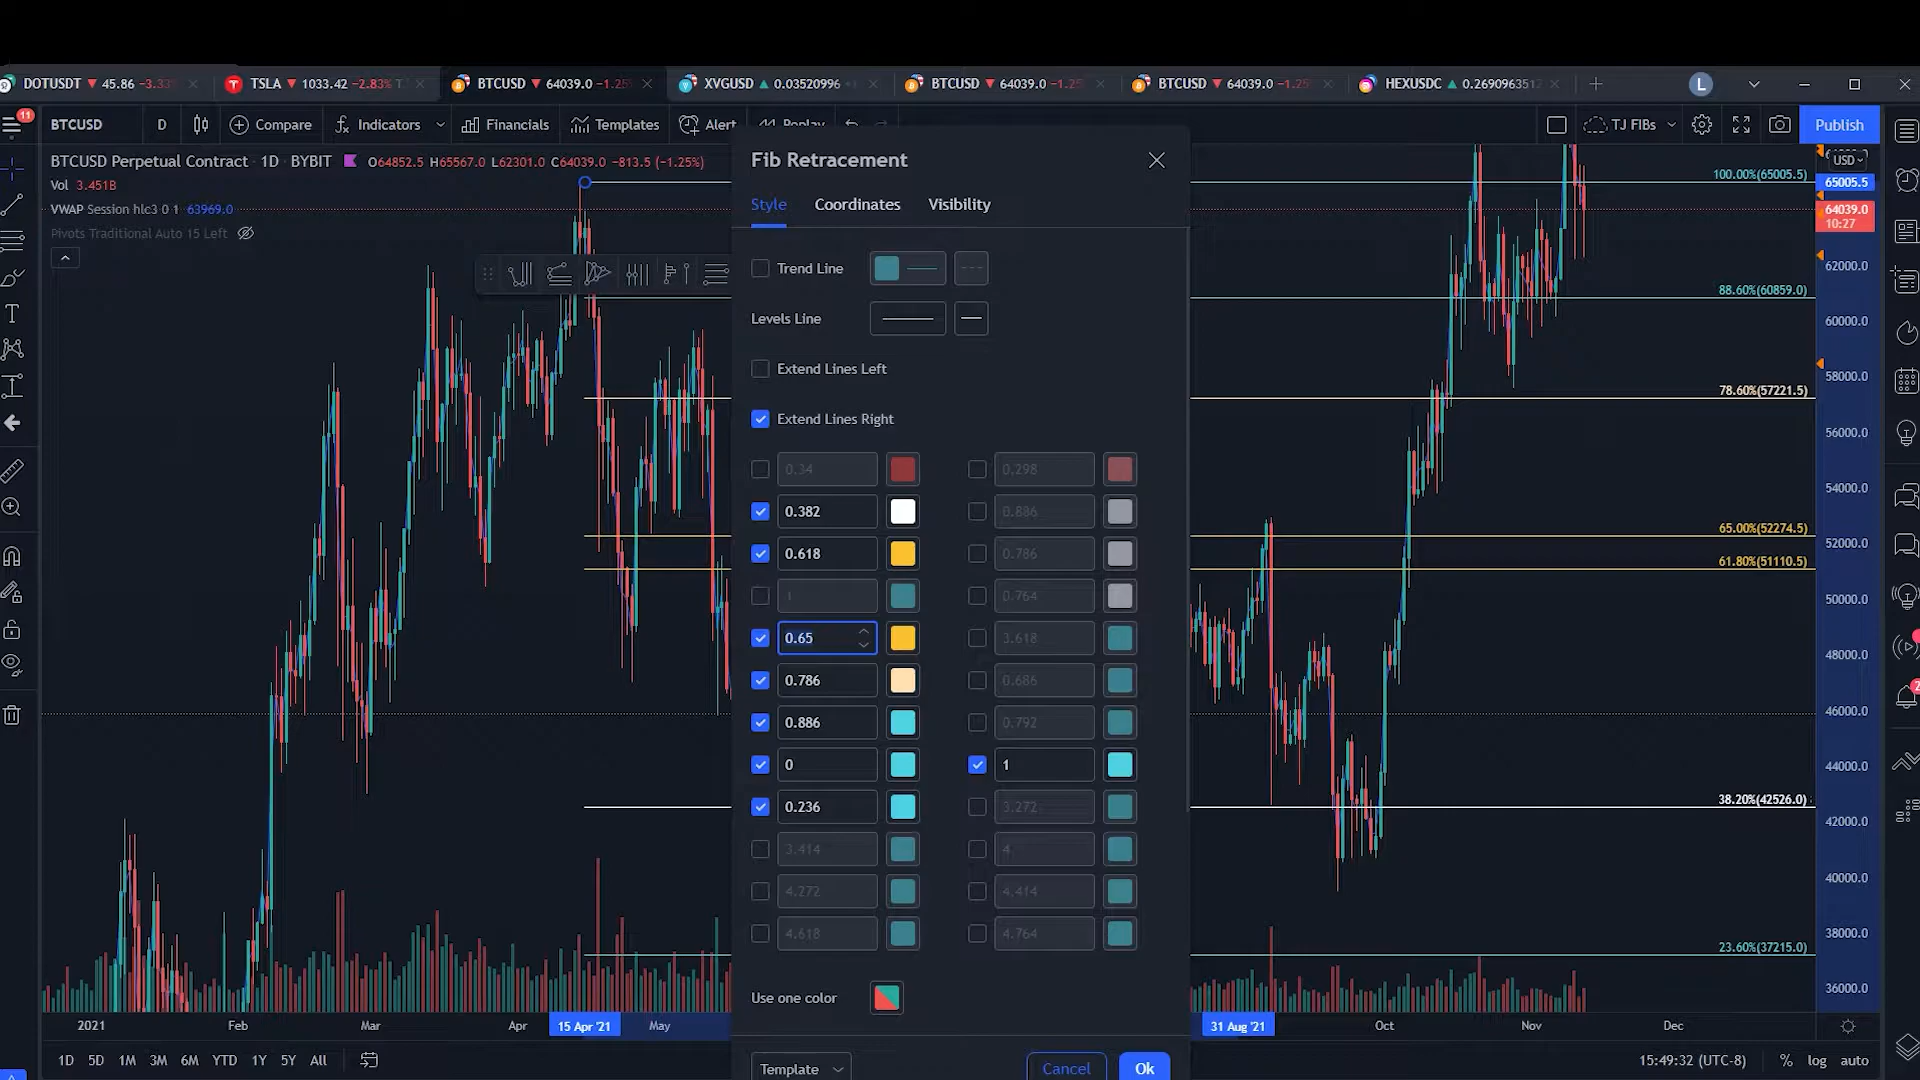 DOTUSDT 45.86 -3.33
TSLA 1033.42 -2.83%
BTCUSD 64039.0 -1.25
XVGUSD 0.03520996
BTCUSD 64039.0 -1.25
BTCUSD 64039.0 -1.25
HEXUSDC 0.269096351
L
11
BTCUSD
D
Compare
Indicators
Financials
Templates
Alert
Replay
TJ FIBs
Publish
BTCUSD Perpetual Contract · 1D · BYBIT O64852.5 H65567.0 L62301.0 C64039.0 -813.5 (-1.25%)
Vol 3.451B
VWAP Session hlc3 0 1 63969.0
Pivots Traditional Auto 15 Left
Fib Retracement
Style
Coordinates
Visibility
Trend Line
Levels Line
Extend Lines Left
Extend Lines Right
0.34
0.298
0.382
0.886
0.618
0.786
1
0.764
0.65
3.618
0.786
0.686
0.886
0.792
0
1
0.236
3.272
3.414
4
4.272
4.414
4.618
4.764
Use one color
Template
Cancel
Ok
100.00%(65005.5)
88.60%(60859.0)
78.60%(57221.5)
65.00%(52274.5)
61.80%(51110.5)
38.20%(42526.0)
23.60%(37215.0)
USD
65005.5
64039.0
10:27
62000.0
60000.0
58000.0
56000.0
54000.0
52000.0
50000.0
48000.0
46000.0
44000.0
42000.0
40000.0
38000.0
36000.0
2021
Feb
Mar
Apr
15 Apr '21
May
31 Aug '21
Oct
Nov
Dec
1D
5D
1M
3M
6M
YTD
1Y
5Y
All
15:49:32 (UTC-8)
%
log
auto